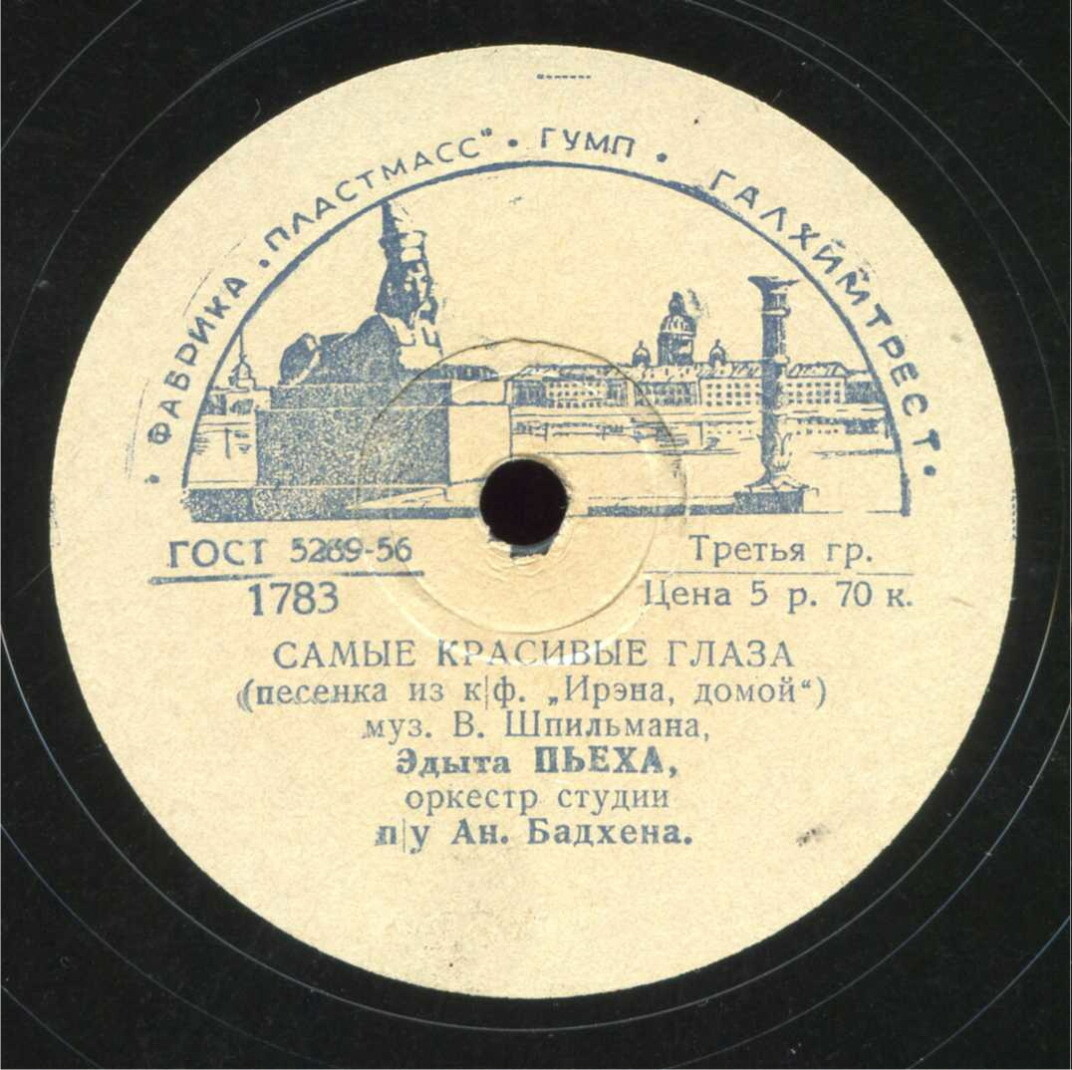 · ФАБРИКА „ПЛАСТМАСС“ · ГУМП · ГАЛХИМТРЕСТ ·
ГОСТ 5289-56
1783
Третья гр.
Цена 5 р. 70 к.
САМЫЕ КРАСИВЫЕ ГЛАЗА
(песенка из к|ф. „Ирэна, домой“)
муз. В. Шпильмана,
Эдыта ПЬЕХА,
оркестр студии
п|у Ан. Бадхена.